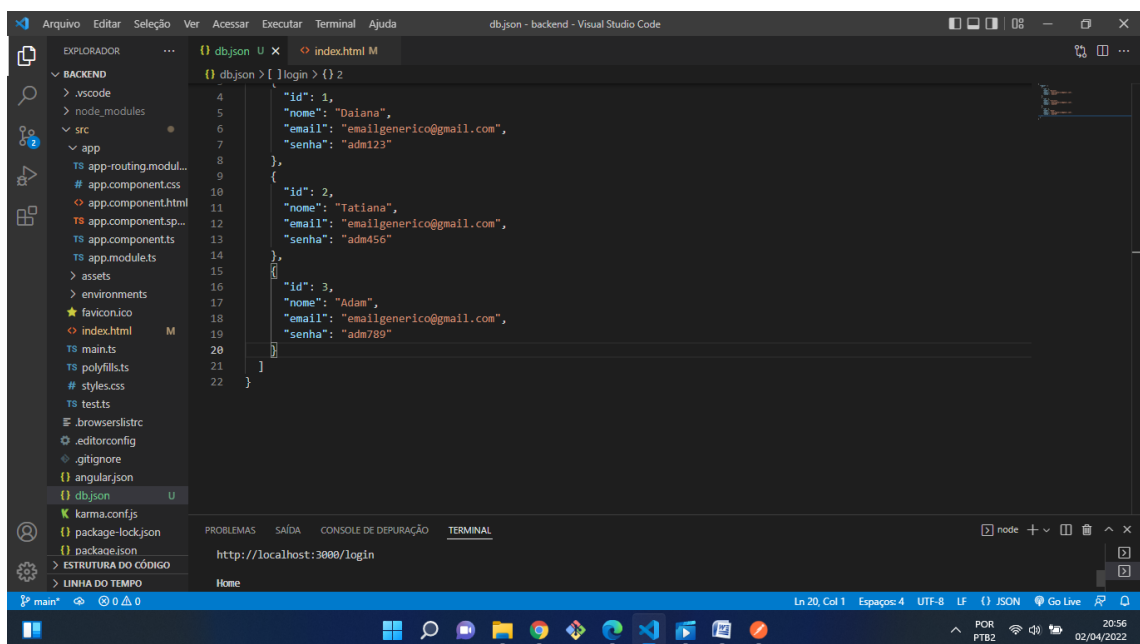 Arquivo Editar Seleção Ver Acessar Executar Terminal Ajuda db.json - backend - Visual Studio Code
EXPLORADOR ... {} db.json U <> index.html M
BACKEND {} db.json > [ ] login > {} 2
.vscode
node_modules
src
app
TS app-routing.modul...
# app.component.css
<> app.component.html
TS app.component.sp...
TS app.component.ts
TS app.module.ts
assets
environments
favicon.ico
<> index.html M
TS main.ts
TS polyfills.ts
# styles.css
TS test.ts
.browserslistrc
.editorconfig
.gitignore
{} angular.json
{} db.json U
karma.conf.js
{} package-lock.json
{} package.json
ESTRUTURA DO CÓDIGO
LINHA DO TEMPO
4 "id": 1,
5 "nome": "Daiana",
6 "email": "emailgenerico@gmail.com",
7 "senha": "adm123"
8 },
9 {
10 "id": 2,
11 "nome": "Tatiana",
12 "email": "emailgenerico@gmail.com",
13 "senha": "adm456"
14 },
15 {
16 "id": 3,
17 "nome": "Adam",
18 "email": "emailgenerico@gmail.com",
19 "senha": "adm789"
20 }
21 ]
22 }
PROBLEMAS SAÍDA CONSOLE DE DEPURAÇÃO TERMINAL node
http://localhost:3000/login
Home
main* 0 0 Ln 20, Col 1 Espaços: 4 UTF-8 LF {} JSON Go Live
POR
PTB2
20:56
02/04/2022